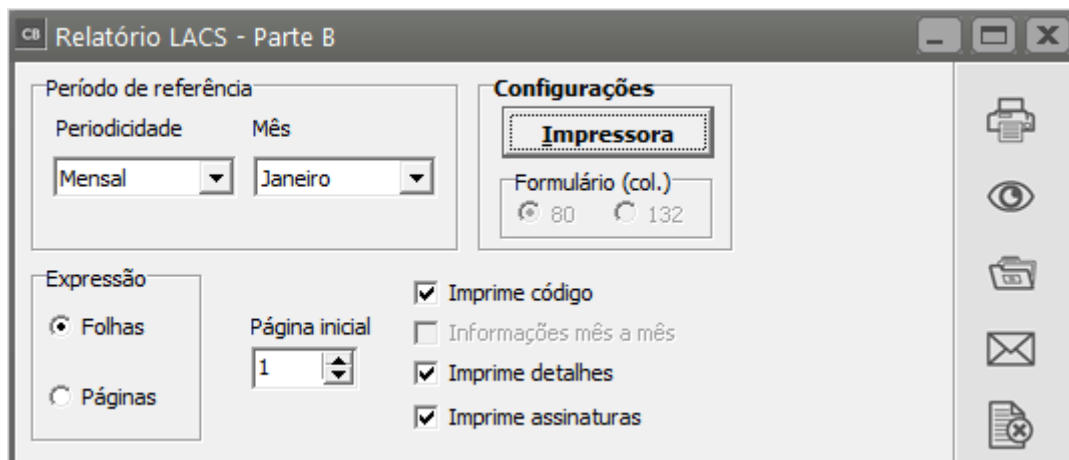 CB Relatório LACS - Parte B
Período de referência
Periodicidade Mês
Mensal Janeiro
Configurações
Impressora
Formulário (col.)
80 132
Expressão
Folhas
Páginas
Página inicial
1
Imprime código
Informações mês a mês
Imprime detalhes
Imprime assinaturas